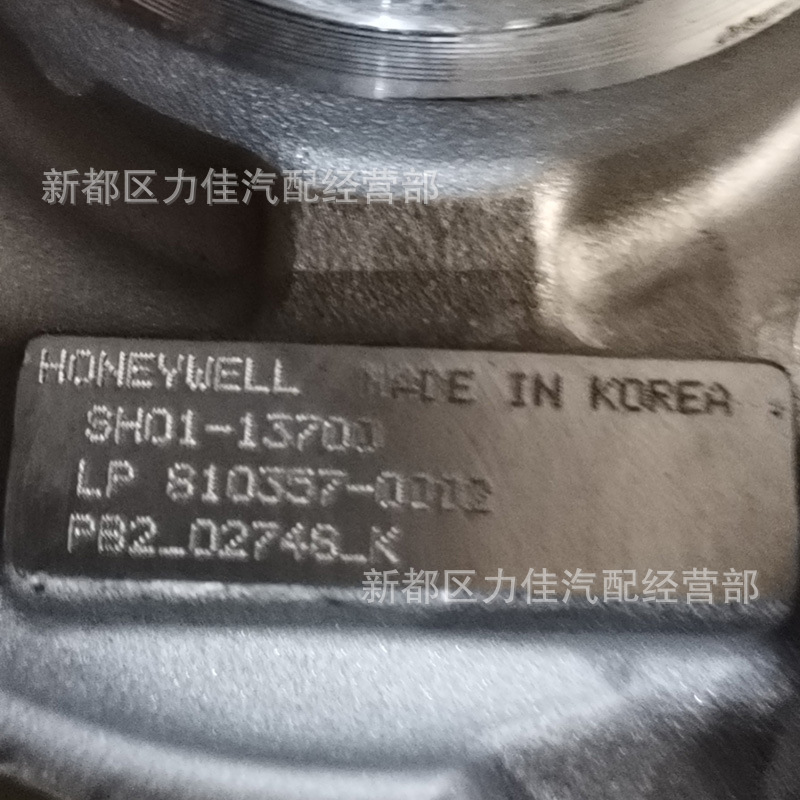 新都区力佳汽配经营部
HONEYWELL MADE IN KOREA
SH01-13700
LP 810357-0012
PB2_02748_K
新都区力佳汽配经营部